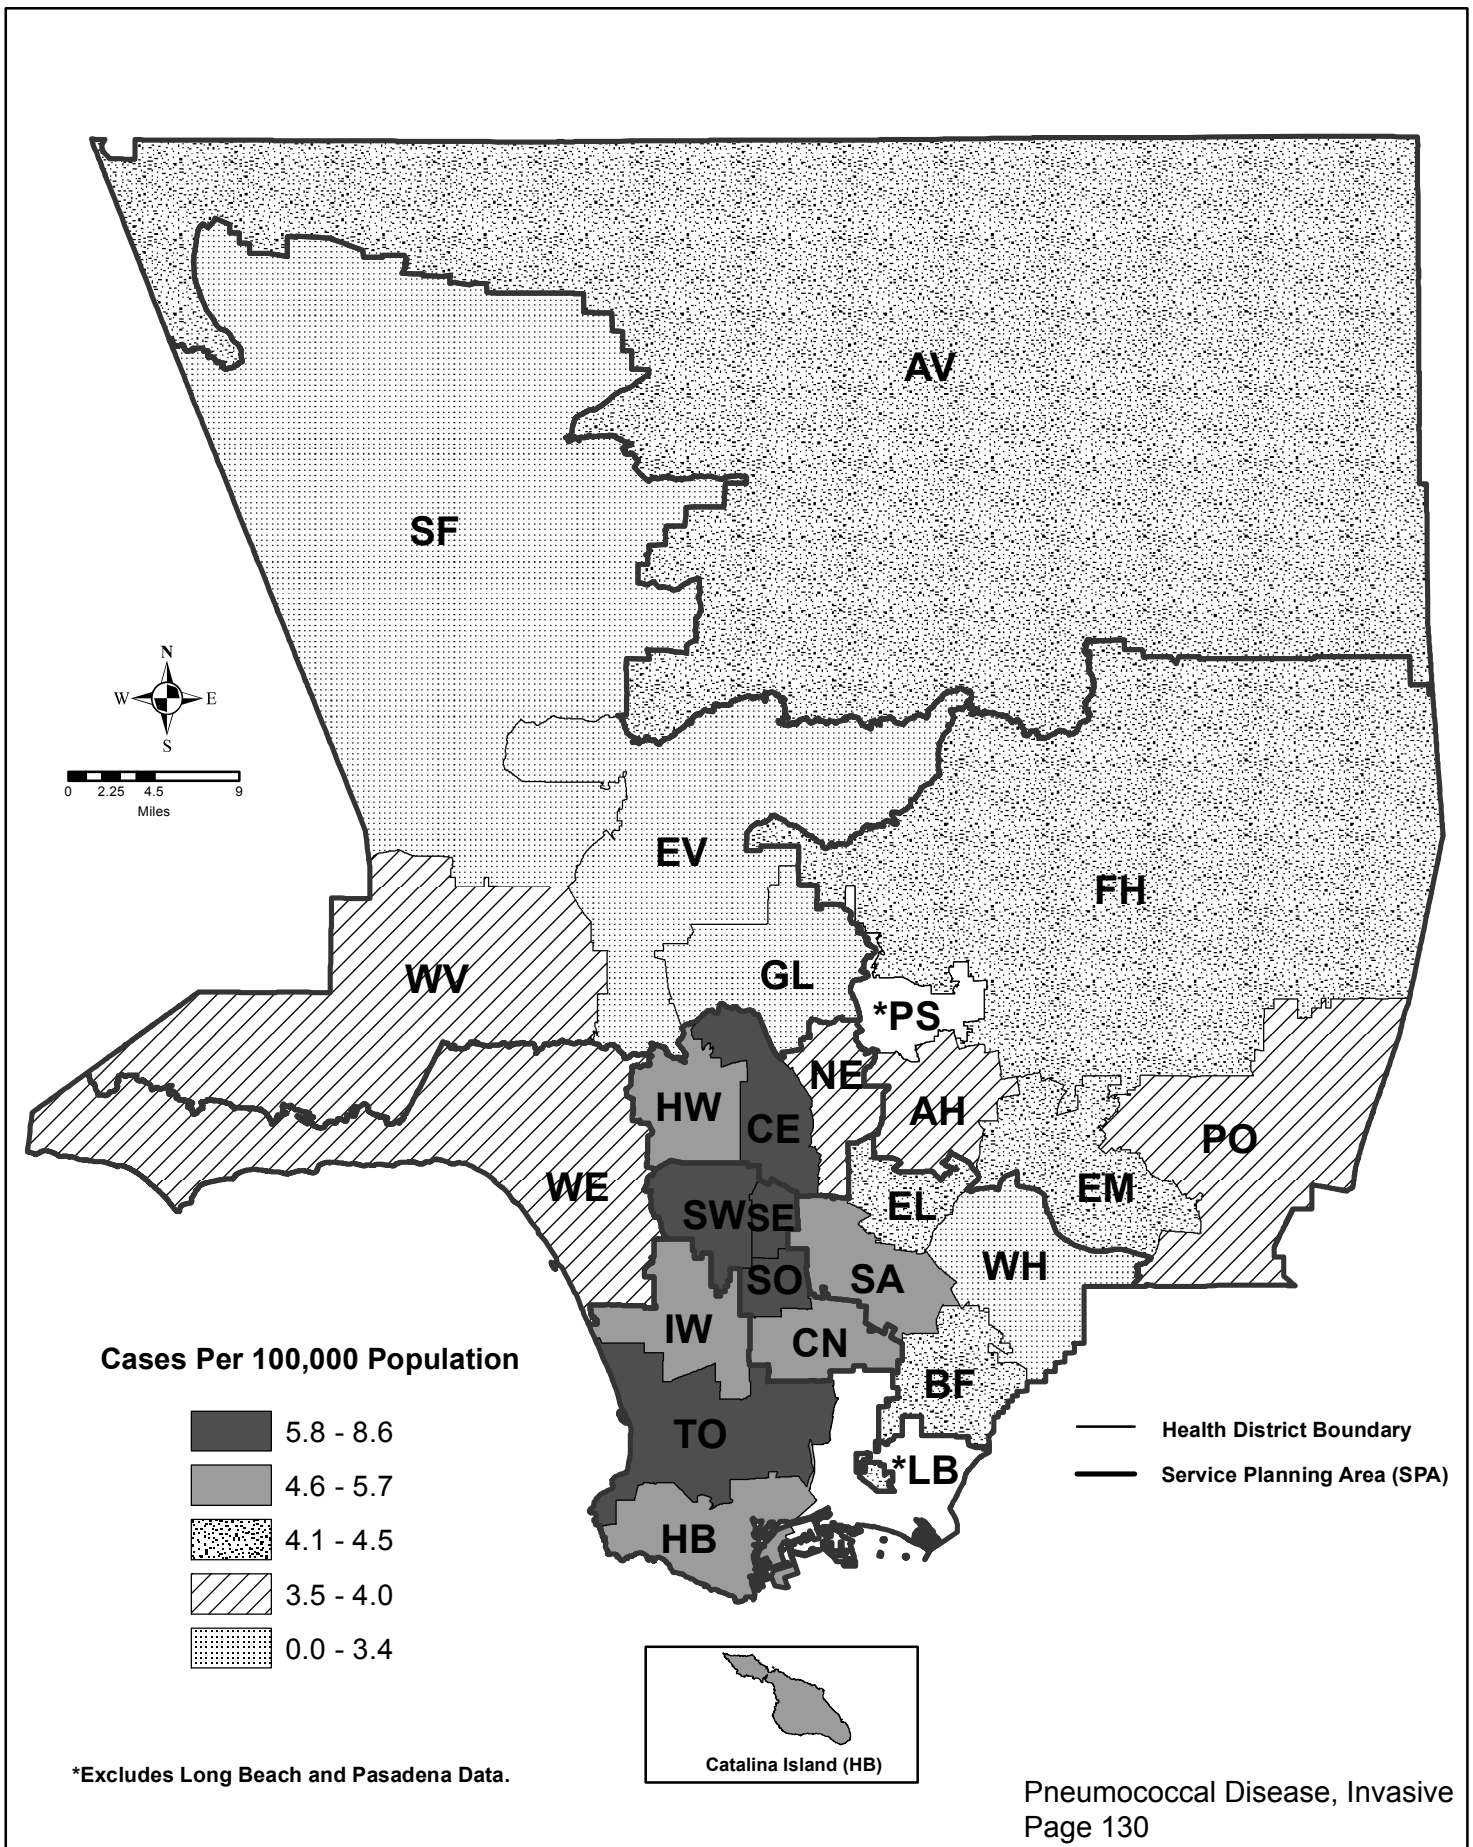 AV
SF
N
W E
S
0 2.25 4.5 9
Miles
EV
FH
WV
GL
*PS
NE
HW
AH
CE
PO
WE
EM
SW
SE
EL
WH
SO
SA
IW
CN
BF
TO
*LB
HB
Cases Per 100,000 Population
5.8 - 8.6
4.6 - 5.7
4.1 - 4.5
3.5 - 4.0
0.0 - 3.4
Health District Boundary
Service Planning Area (SPA)
Catalina Island (HB)
*Excludes Long Beach and Pasadena Data.
Pneumococcal Disease, Invasive
Page 130